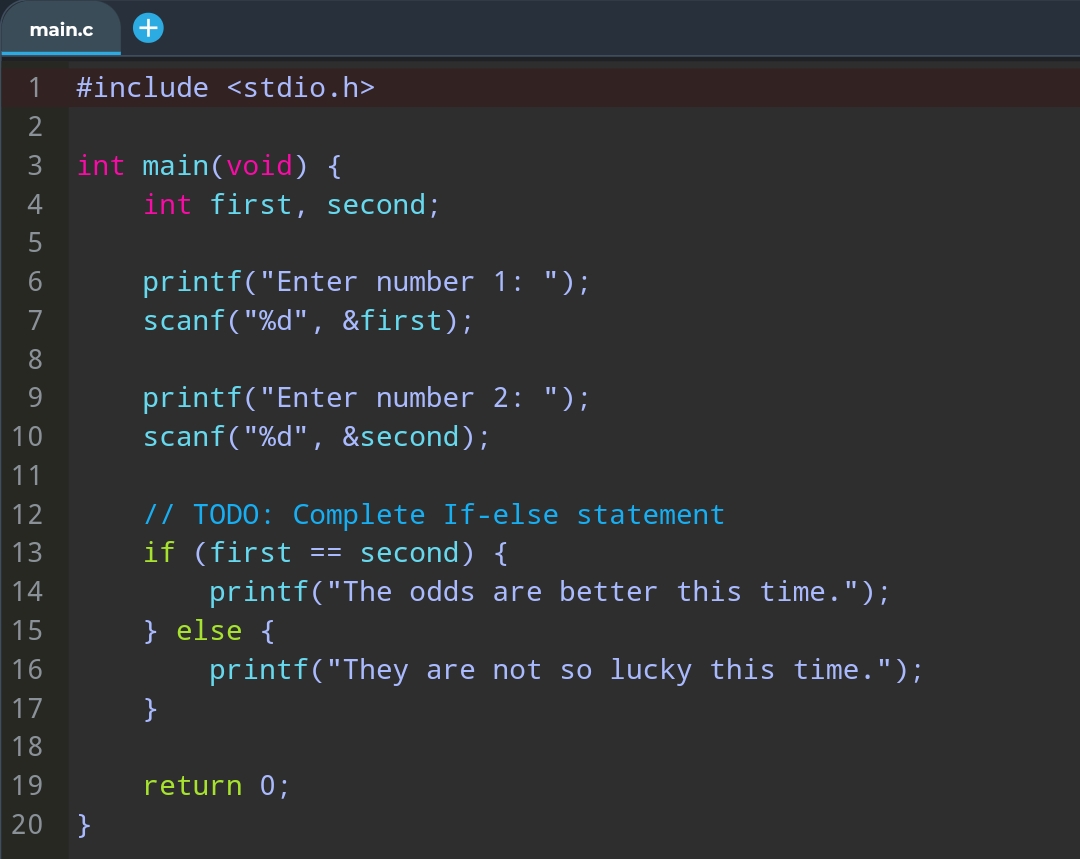 main.c
1 #include <stdio.h>
2
3 int main(void) {
4     int first, second;
5
6     printf("Enter number 1: ");
7     scanf("%d", &first);
8
9     printf("Enter number 2: ");
10     scanf("%d", &second);
11
12     // TODO: Complete If-else statement
13     if (first == second) {
14         printf("The odds are better this time.");
15     } else {
16         printf("They are not so lucky this time.");
17     }
18
19     return 0;
20 }